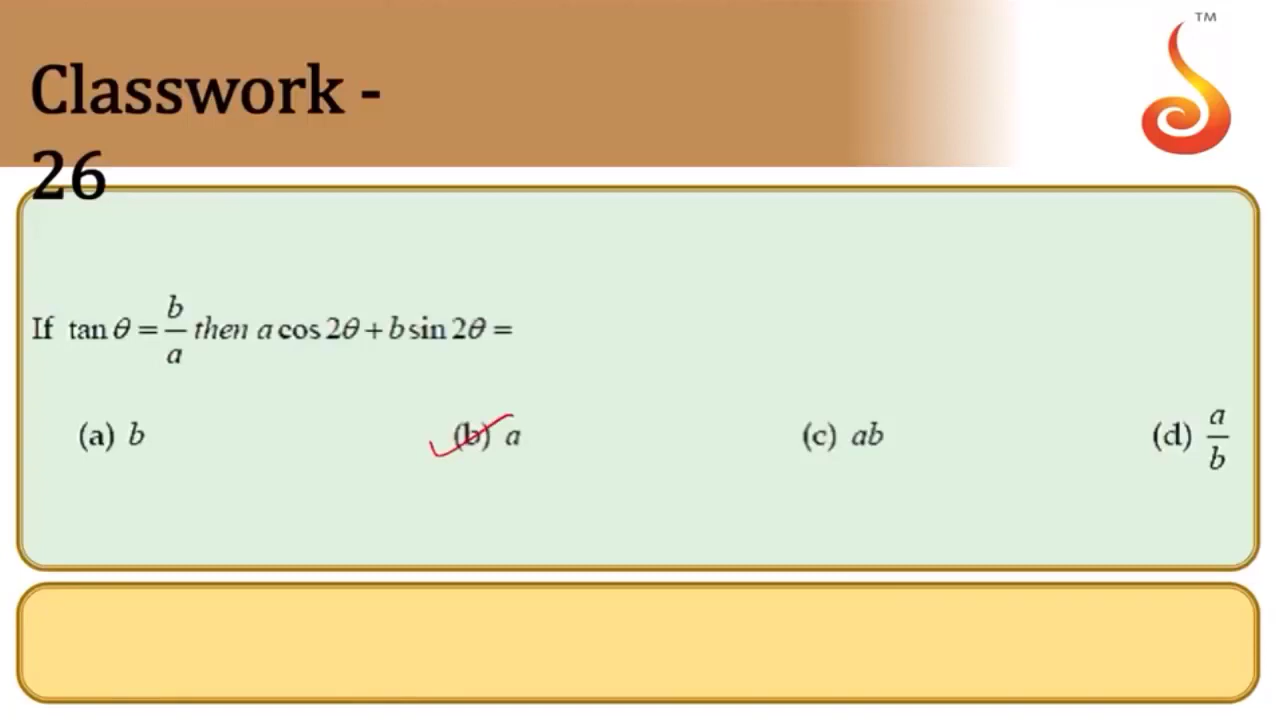 TM
Classwork -
26
If tan θ = b/a then a cos 2θ + b sin 2θ =
(a) b (b) a (c) ab (d) a/b